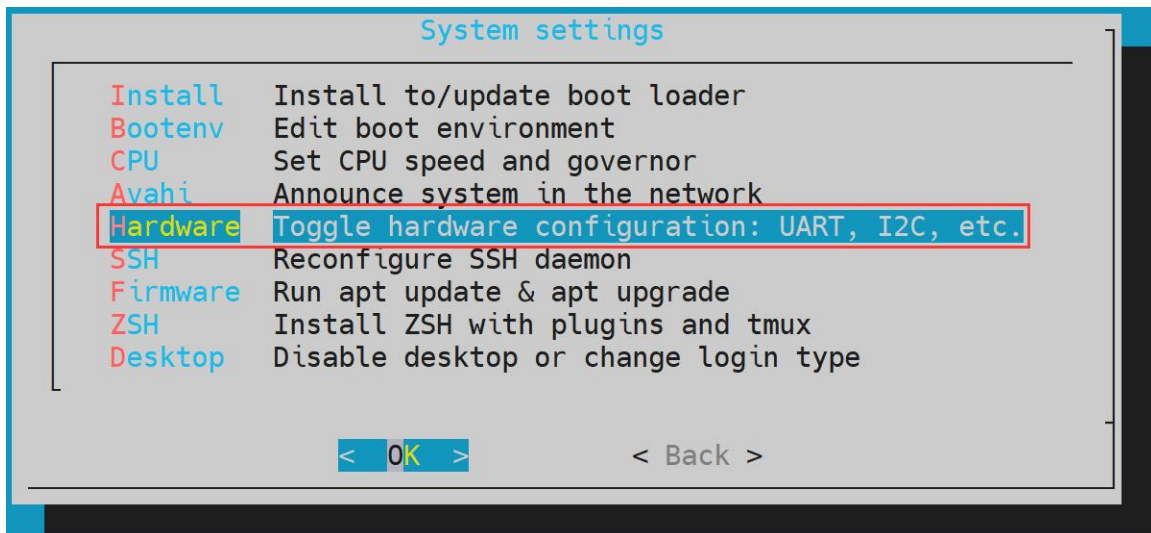 System settings
Install Install to/update boot loader
Bootenv Edit boot environment
CPU Set CPU speed and governor
Avahi Announce system in the network
Hardware Toggle hardware configuration: UART, I2C, etc.
SSH Reconfigure SSH daemon
Firmware Run apt update & apt upgrade
ZSH Install ZSH with plugins and tmux
Desktop Disable desktop or change login type
< OK > < Back >